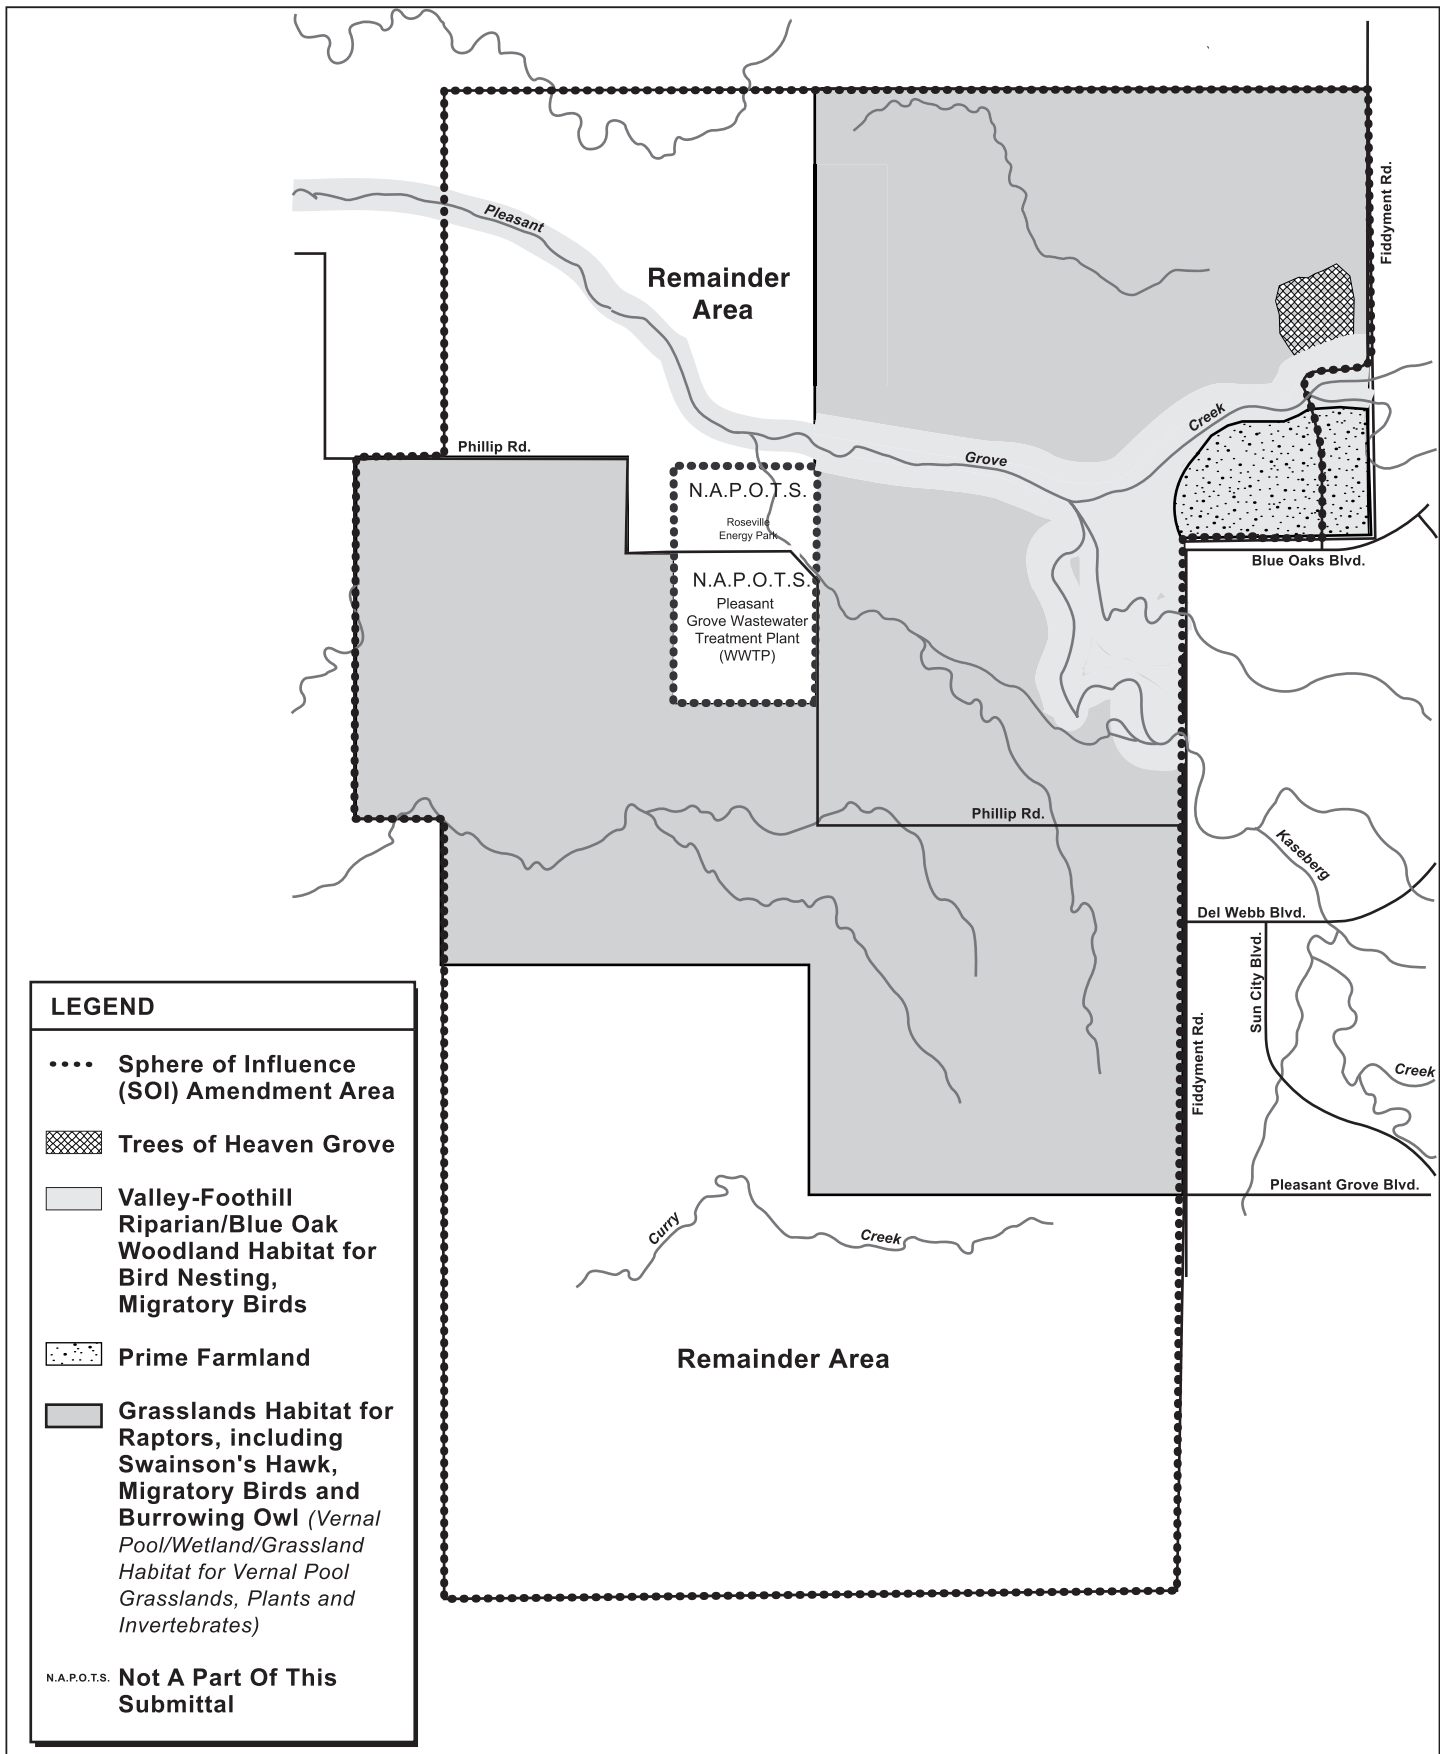 Fiddyment Rd.
Pleasant
Remainder
Area
Creek
Phillip Rd.
Grove
N.A.P.O.T.S.
Roseville
Energy Park
Blue Oaks Blvd.
N.A.P.O.T.S.
Pleasant
Grove Wastewater
Treatment Plant
(WWTP)
Phillip Rd.
Kaseberg
Del Webb Blvd.
Sun City Blvd.
Fiddyment Rd.
Creek
Pleasant Grove Blvd.
Curry
Creek
Remainder Area
LEGEND
Sphere of Influence
(SOI) Amendment Area
Trees of Heaven Grove
Valley-Foothill
Riparian/Blue Oak
Woodland Habitat for
Bird Nesting,
Migratory Birds
Prime Farmland
Grasslands Habitat for
Raptors, including
Swainson's Hawk,
Migratory Birds and
Burrowing Owl (Vernal
Pool/Wetland/Grassland
Habitat for Vernal Pool
Grasslands, Plants and
Invertebrates)
N.A.P.O.T.S. Not A Part Of This
Submittal